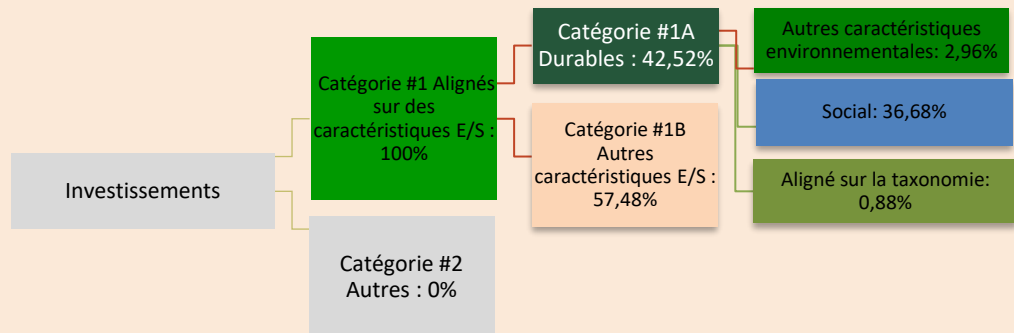 Investissements
Catégorie #1 Alignés
sur des
caractéristiques E/S :
100%
Catégorie #2
Autres : 0%
Catégorie #1A
Durables : 42,52%
Catégorie #1B
Autres
caractéristiques E/S :
57,48%
Autres caractéristiques
environnementales: 2,96%
Social: 36,68%
Aligné sur la taxonomie:
0,88%